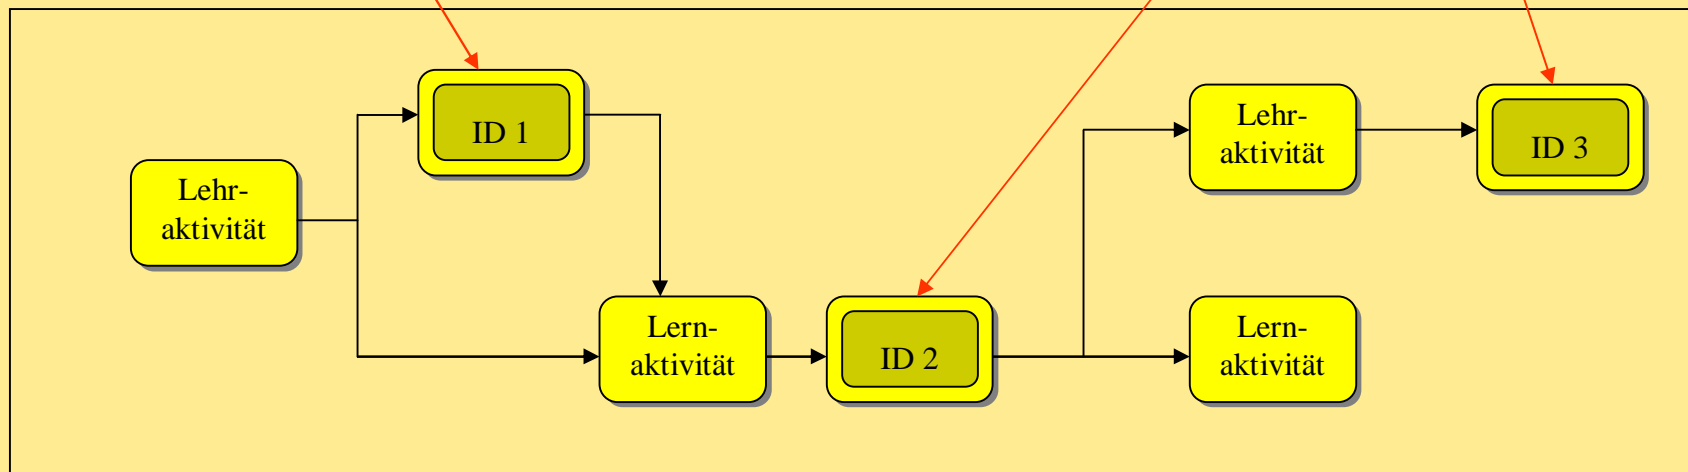 Lehr-
aktivität
ID 1
Lern-
aktivität
ID 2
Lehr-
aktivität
ID 3
Lern-
aktivität